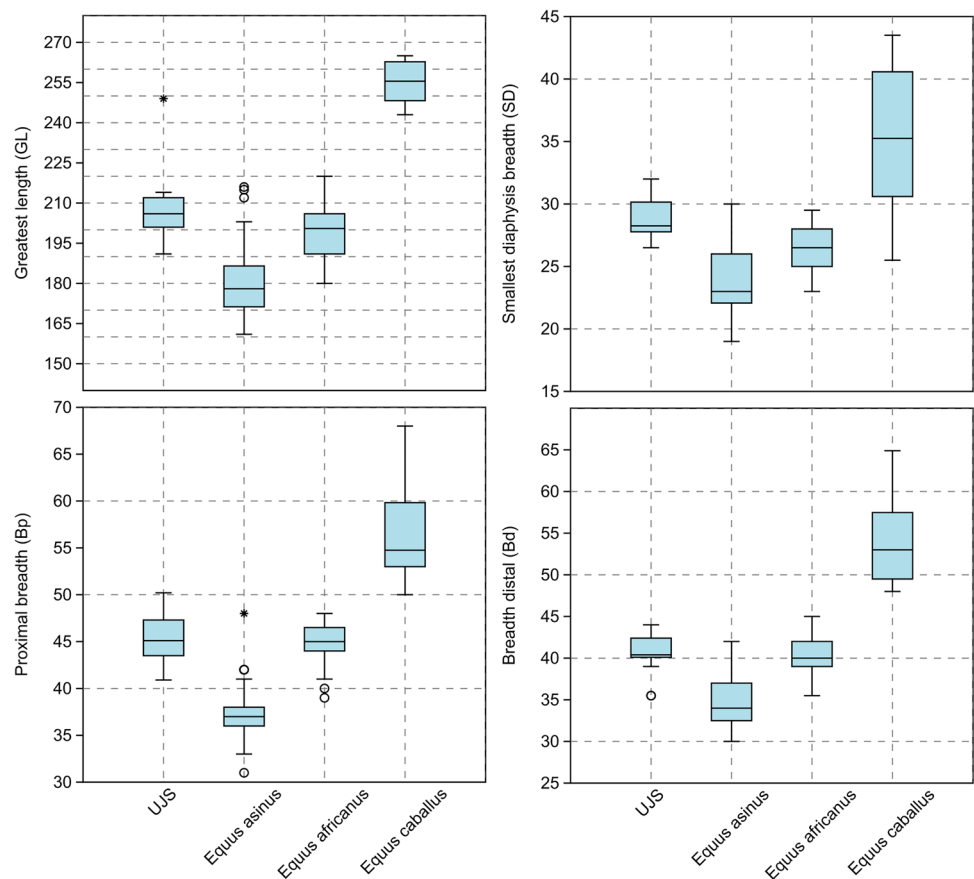 Greatest length (GL)
270
255
240
225
210
195
180
165
150
Smallest diaphysis breadth (SD)
45
40
35
30
25
20
15
Proximal breadth (Bp)
70
65
60
55
50
45
40
35
30
UJS
Equus asinus
Equus africanus
Equus caballus
Breadth distal (Bd)
65
60
55
50
45
40
35
30
25
UJS
Equus asinus
Equus africanus
Equus caballus